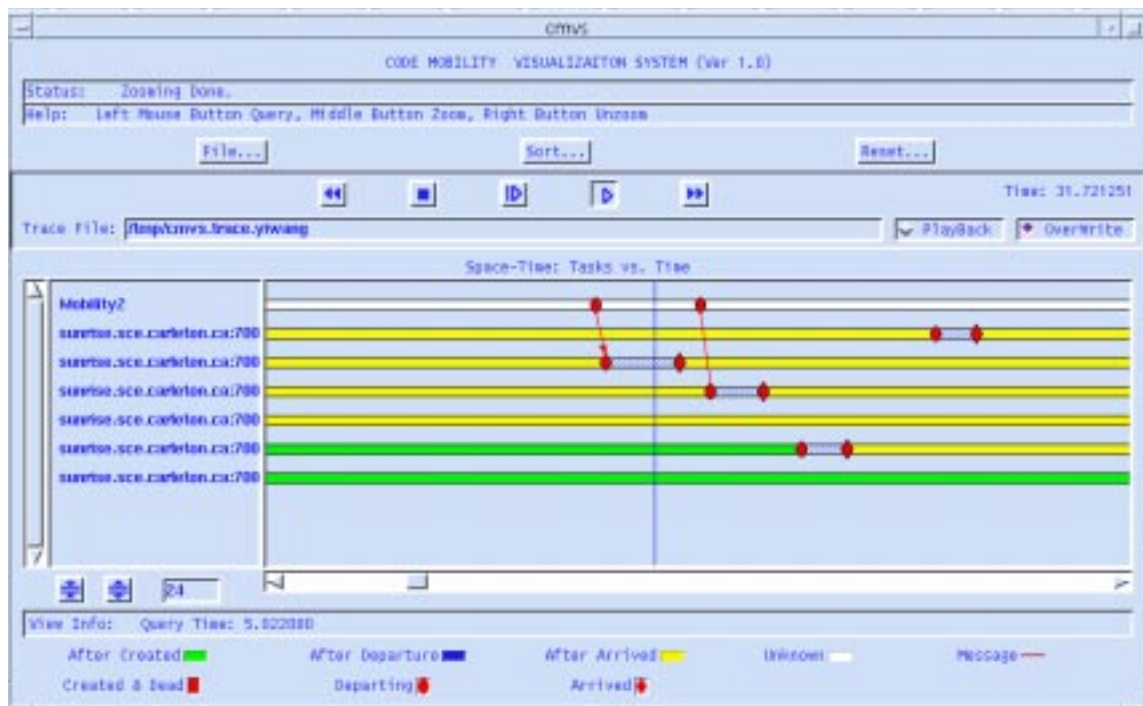 cmvs
CODE MOBILITY VISUALIZAITON SYSTEM (Ver 1.0)
Status: Zooming Done.
Help: Left Mouse Button Query, Middle Button Zoom, Right Button Unzoom
File... Sort... Reset...
Time: 31.721251
Trace File: /tmp/cmvs.trace.yiwang PlayBack OverWrite
Space-Time: Tasks vs. Time
Mobility2
sunrise.sce.carleton.ca:700
sunrise.sce.carleton.ca:700
sunrise.sce.carleton.ca:700
sunrise.sce.carleton.ca:700
sunrise.sce.carleton.ca:700
sunrise.sce.carleton.ca:700
24
View Info: Query Time: 5.022080
After Created After Departure After Arrived Unknown Message
Created & Dead Departing Arrived